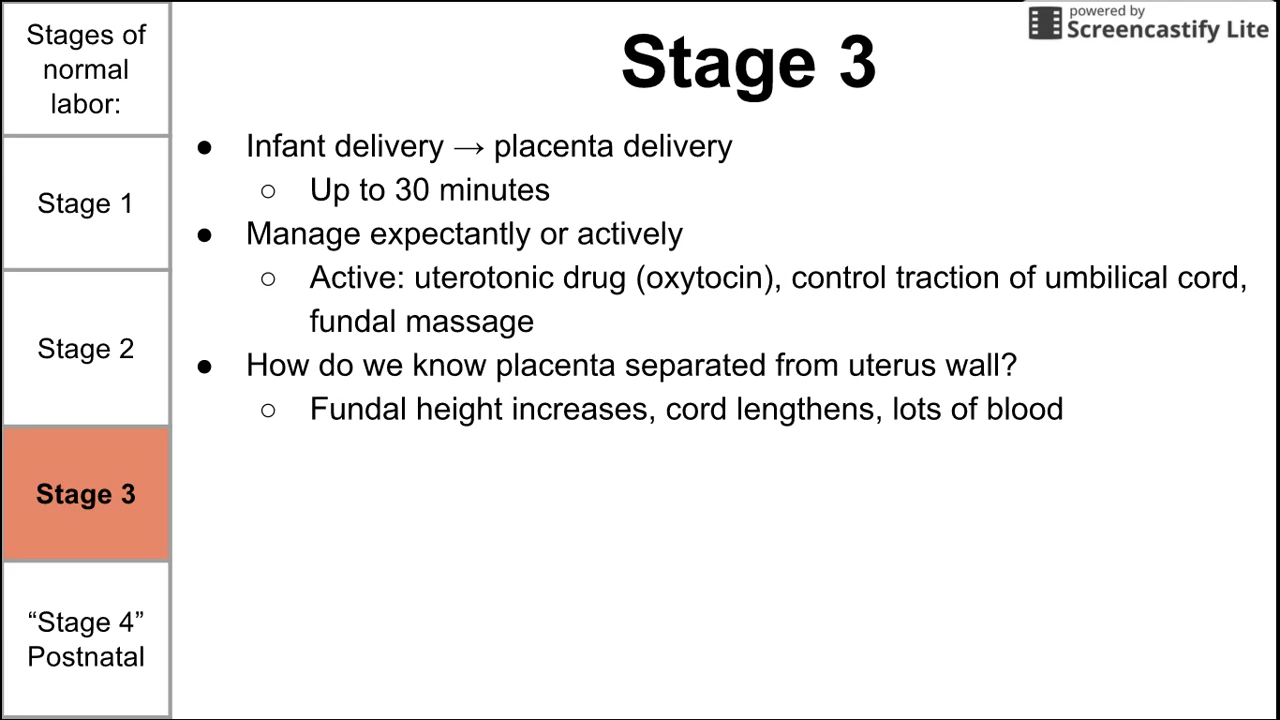 Stages of
normal
labor:
Stage 1
Stage 2
Stage 3
“Stage 4”
Postnatal
powered by
Screencastify Lite
Stage 3
● Infant delivery → placenta delivery
○ Up to 30 minutes
● Manage expectantly or actively
○ Active: uterotonic drug (oxytocin), control traction of umbilical cord,
fundal massage
● How do we know placenta separated from uterus wall?
○ Fundal height increases, cord lengthens, lots of blood